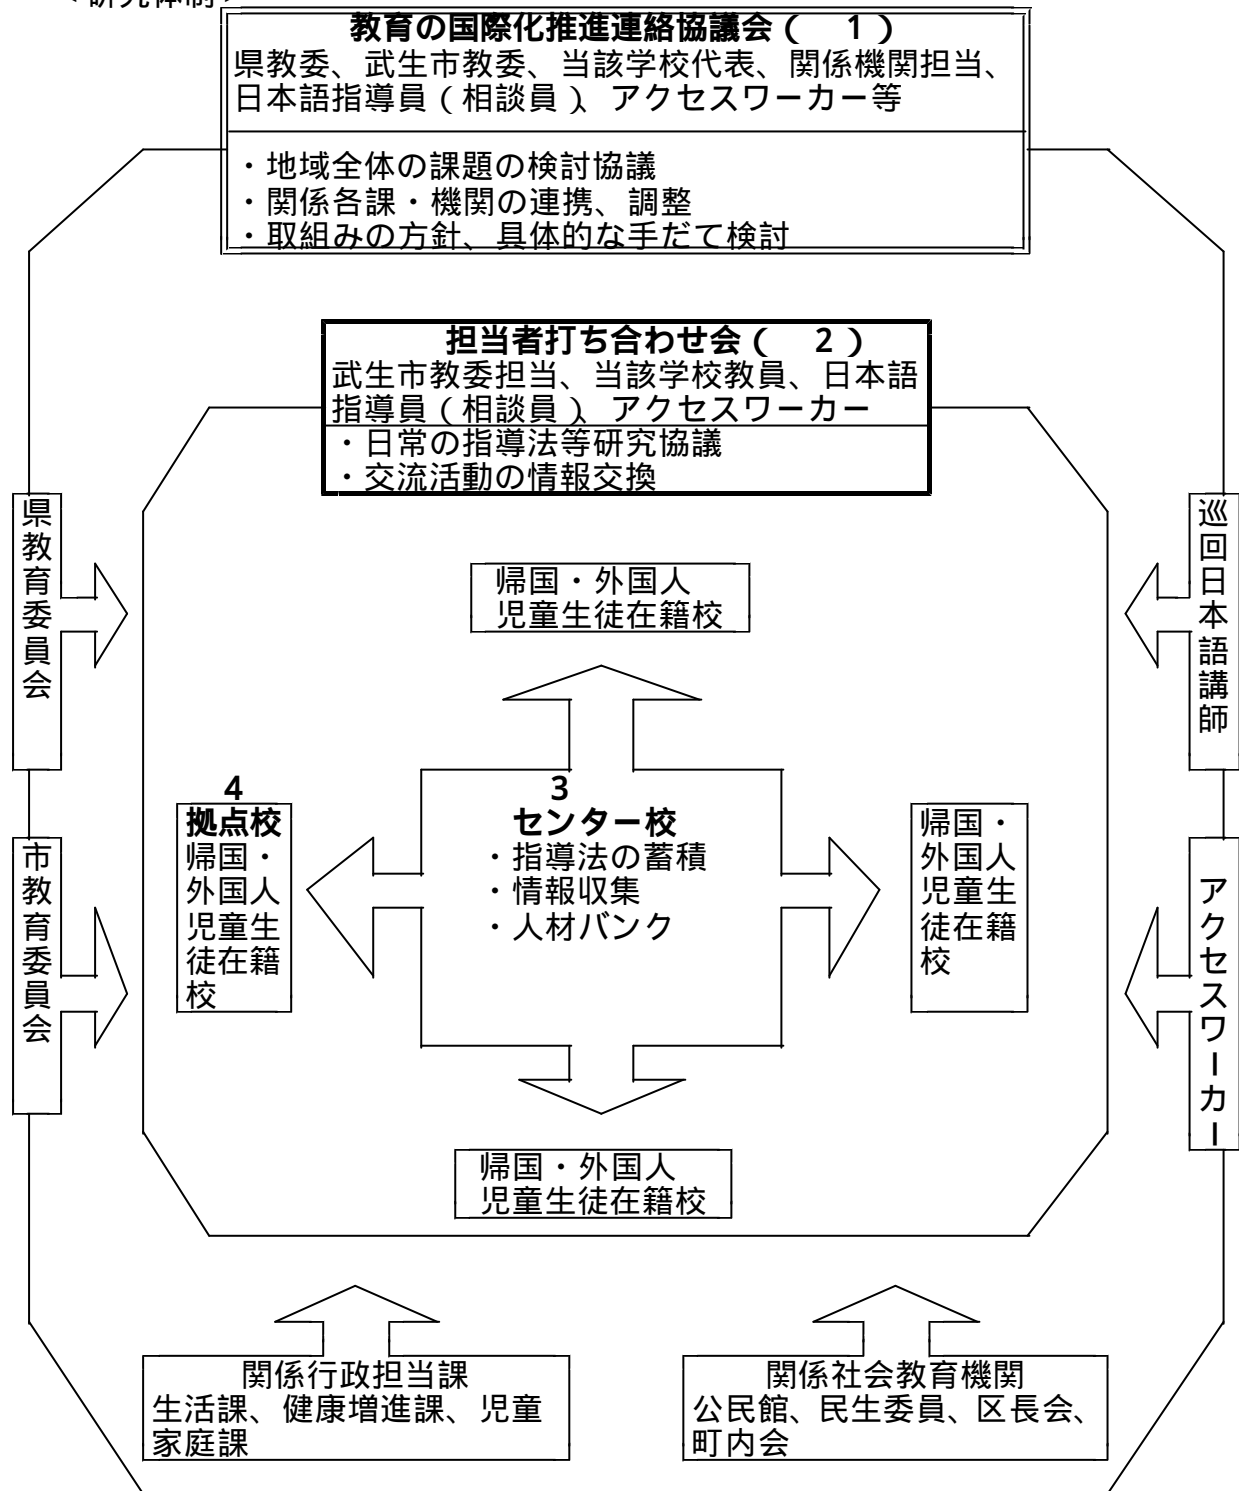 <研究体制>
教育の国際化推進連絡協議会（　1）
県教委、武生市教委、当該学校代表、関係機関担当、
日本語指導員（相談員）、アクセスワーカー等
・地域全体の課題の検討協議
・関係各課・機関の連携、調整
・取組みの方針、具体的な手だて検討
担当者打ち合わせ会（　2）
武生市教委担当、当該学校教員、日本語
指導員（相談員）、アクセスワーカー
・日常の指導法等研究協議
・交流活動の情報交換
県教育委員会
巡回日本語講師
帰国・外国人
児童生徒在籍校
4
拠点校
帰国・
外国人
児童生
徒在籍
校
3
センター校
・指導法の蓄積
・情報収集
・人材バンク
帰国・
外国人
児童生
徒在籍
校
市教育委員会
アクセスワーカー
帰国・外国人
児童生徒在籍校
関係行政担当課
生活課、健康増進課、児童
家庭課
関係社会教育機関
公民館、民生委員、区長会、
町内会